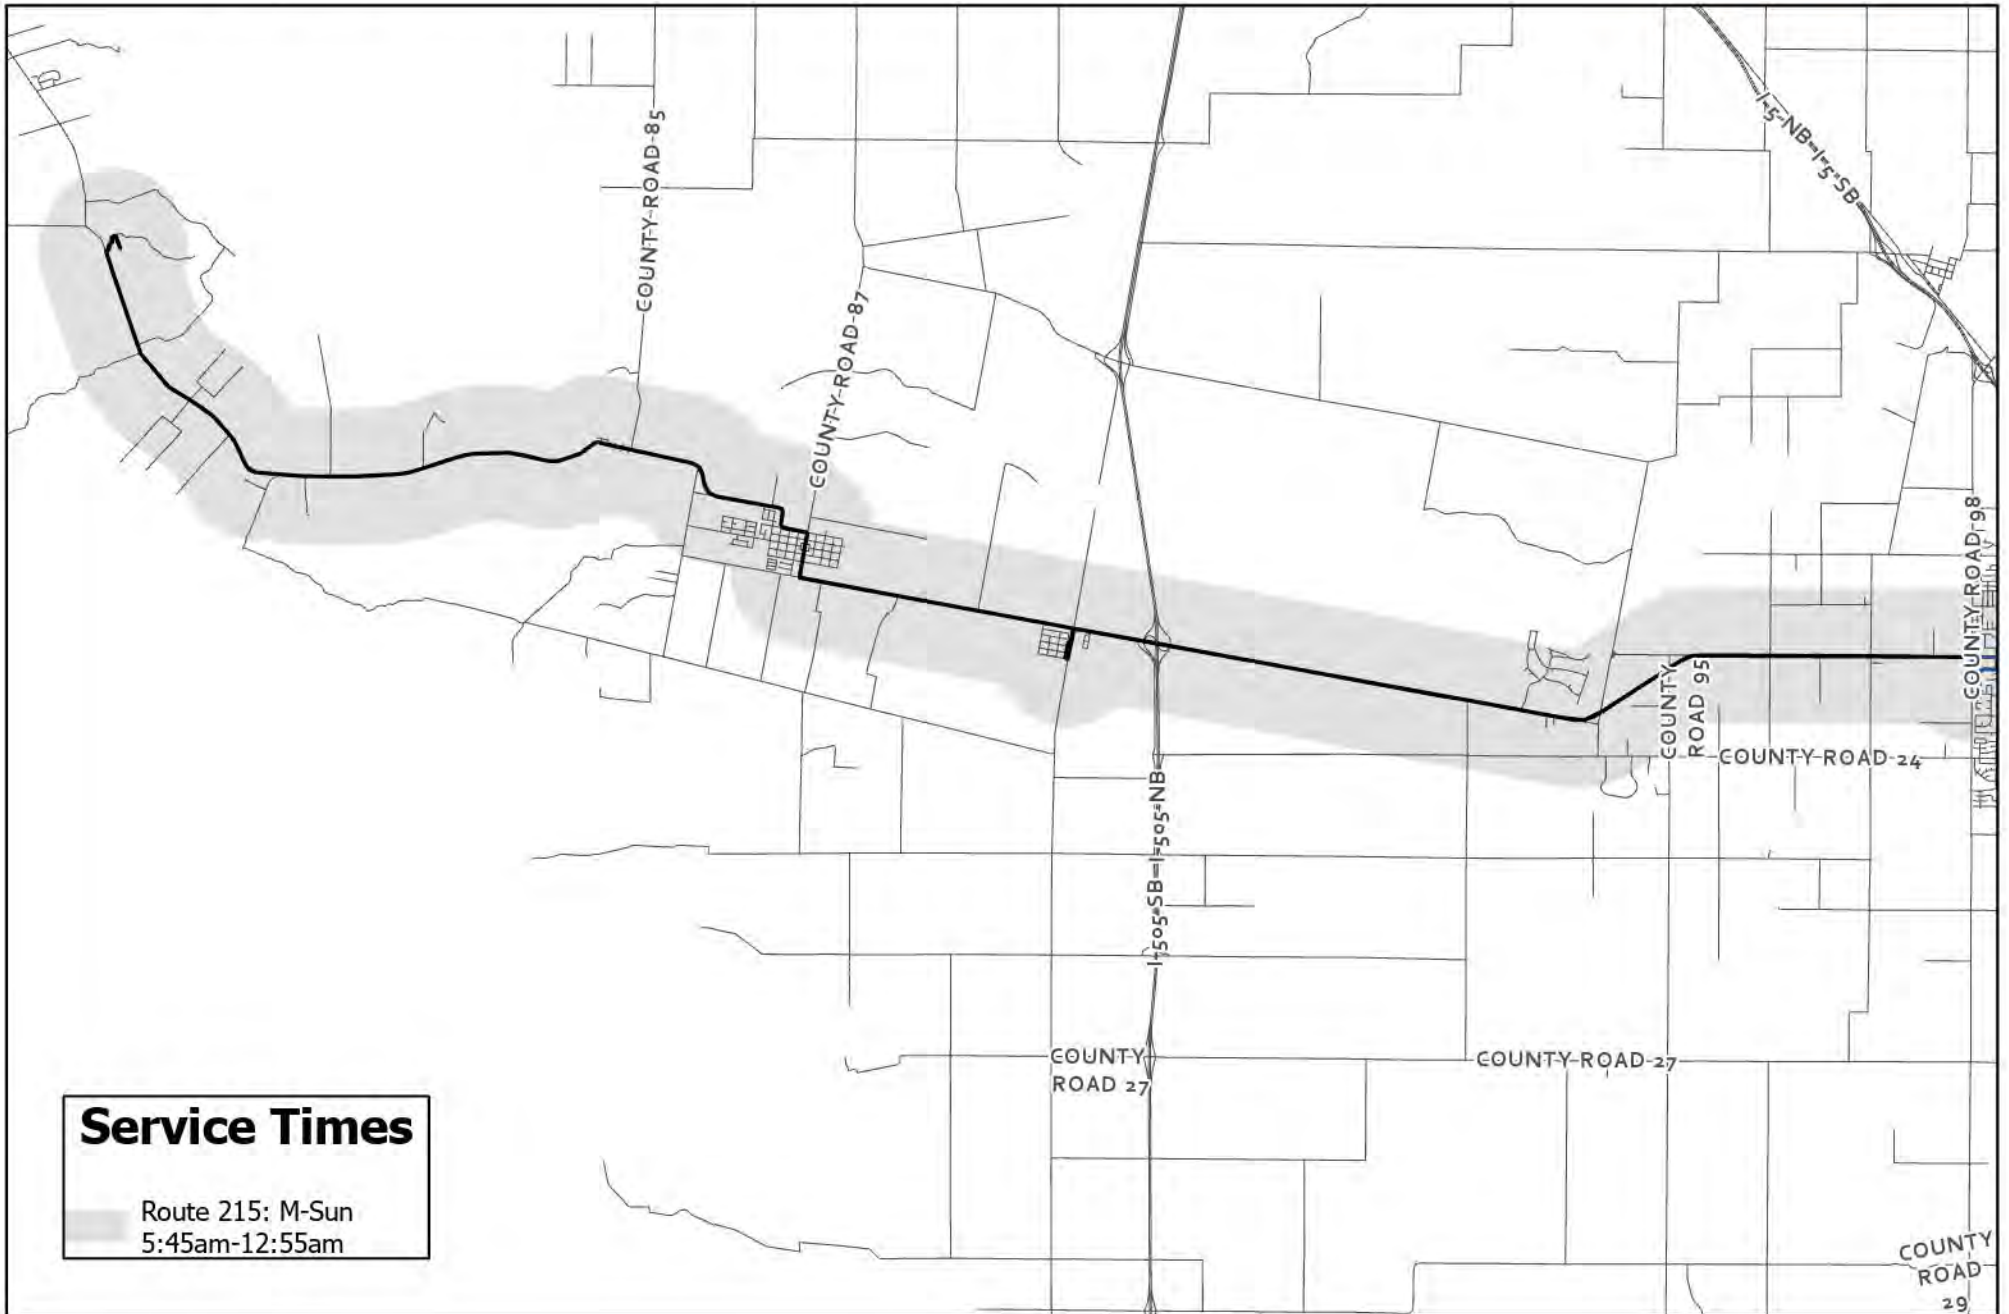 COUNTY-ROAD-85
I-5-NB-I-5-SB
COUNTY-ROAD-87
COUNTY-ROAD-98
COUNTY
ROAD 95
COUNTY-ROAD-24
I-505-SB-I-505-NB
COUNTY
ROAD 27
COUNTY-ROAD-27
Service Times
Route 215: M-Sun
5:45am-12:55am
COUNTY
ROAD
29